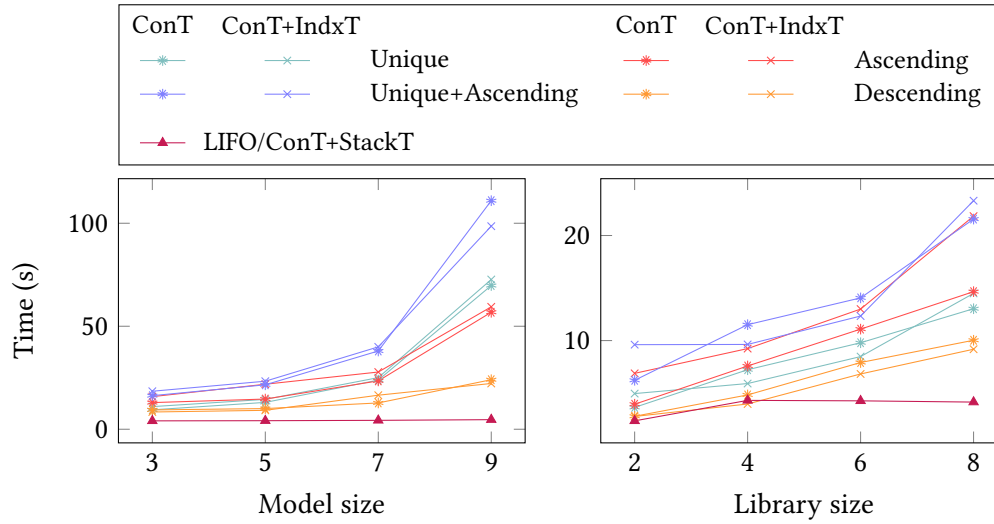 ConT ConT+IndxT ConT ConT+IndxT
Unique Ascending
Unique+Ascending Descending
LIFO/ConT+StackT
100
50
0
Time (s)
3 5 7 9
Model size
20
10
2 4 6 8
Library size